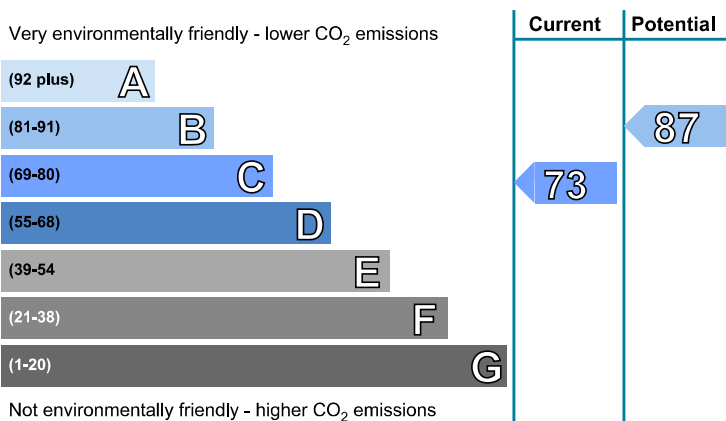 Current Potential
Very environmentally friendly - lower CO2 emissions
(92 plus) A
(81-91) B
87
(69-80) C
73
(55-68) D
(39-54 E
(21-38) F
(1-20) G
Not environmentally friendly - higher CO2 emissions